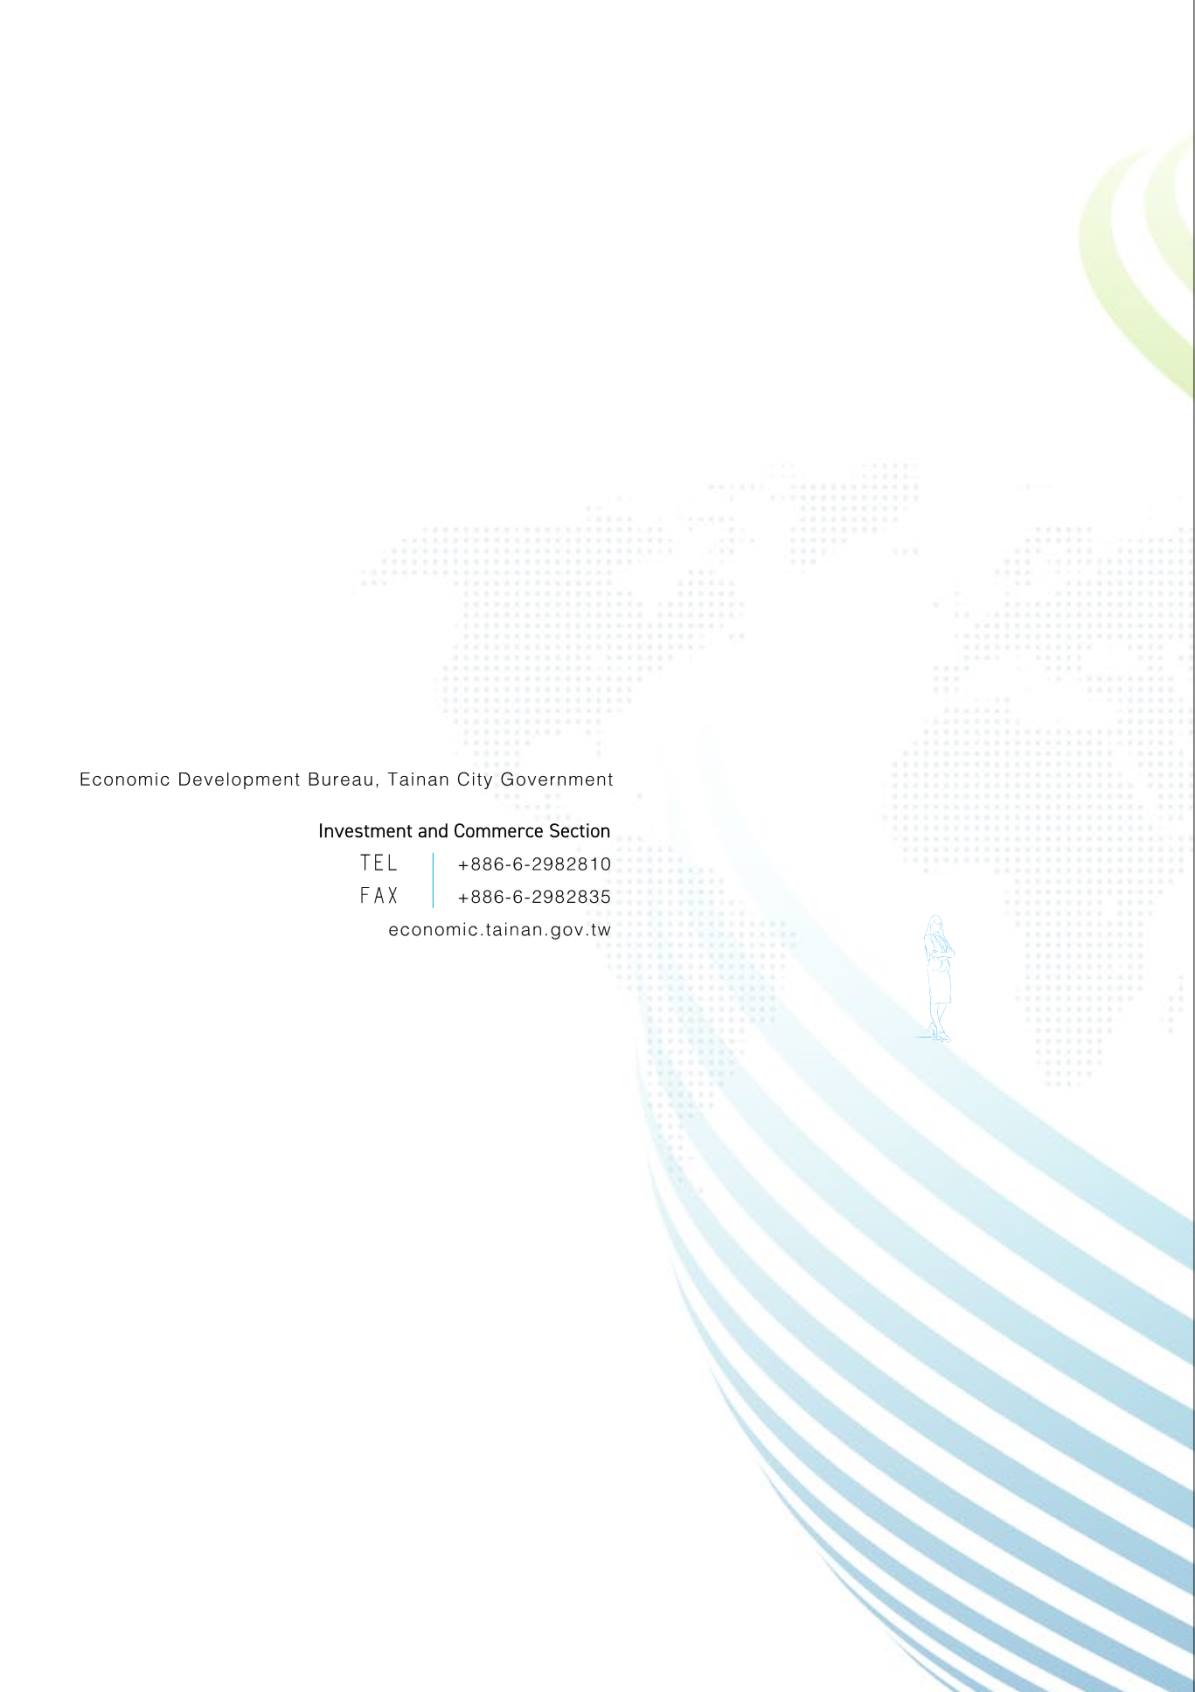 Economic Development Bureau, Tainan City Government
Investment and Commerce Section
TEL +886-6-2982810
FAX +886-6-2982835
economic.tainan.gov.tw